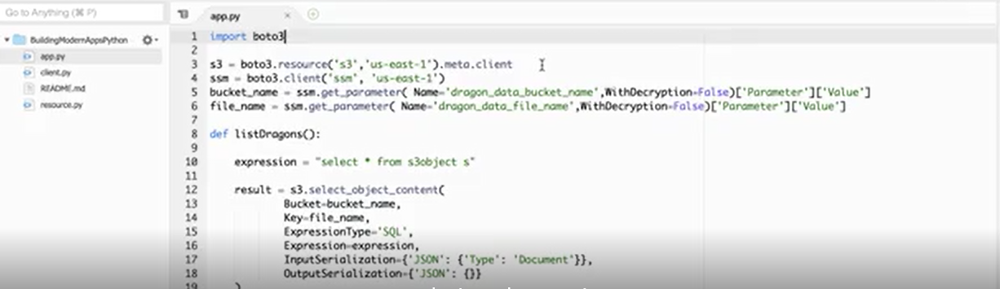 Go to Anything (⌘ P)
app.py
BuildingModernAppsPython
app.py
client.py
README.md
resource.py
1 import boto3
2
3 s3 = boto3.resource('s3','us-east-1').meta.client
4 ssm = boto3.client('ssm', 'us-east-1')
5 bucket_name = ssm.get_parameter( Name='dragon_data_bucket_name',WithDecryption=False)['Parameter']['Value']
6 file_name = ssm.get_parameter( Name='dragon_data_file_name',WithDecryption=False)['Parameter']['Value']
7
8 def listDragons():
9
10 expression = "select * from s3object s"
11
12 result = s3.select_object_content(
13 Bucket=bucket_name,
14 Key=file_name,
15 ExpressionType='SQL',
16 Expression=expression,
17 InputSerialization={'JSON': {'Type': 'Document'}},
18 OutputSerialization={'JSON': {}}
19 )